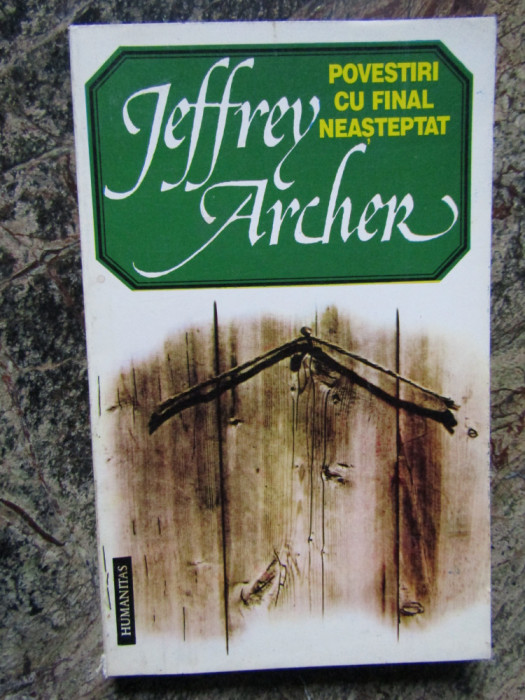 Jeffrey
Archer
POVESTIRI
CU FINAL
NEAȘTEPTAT
HUMANITAS